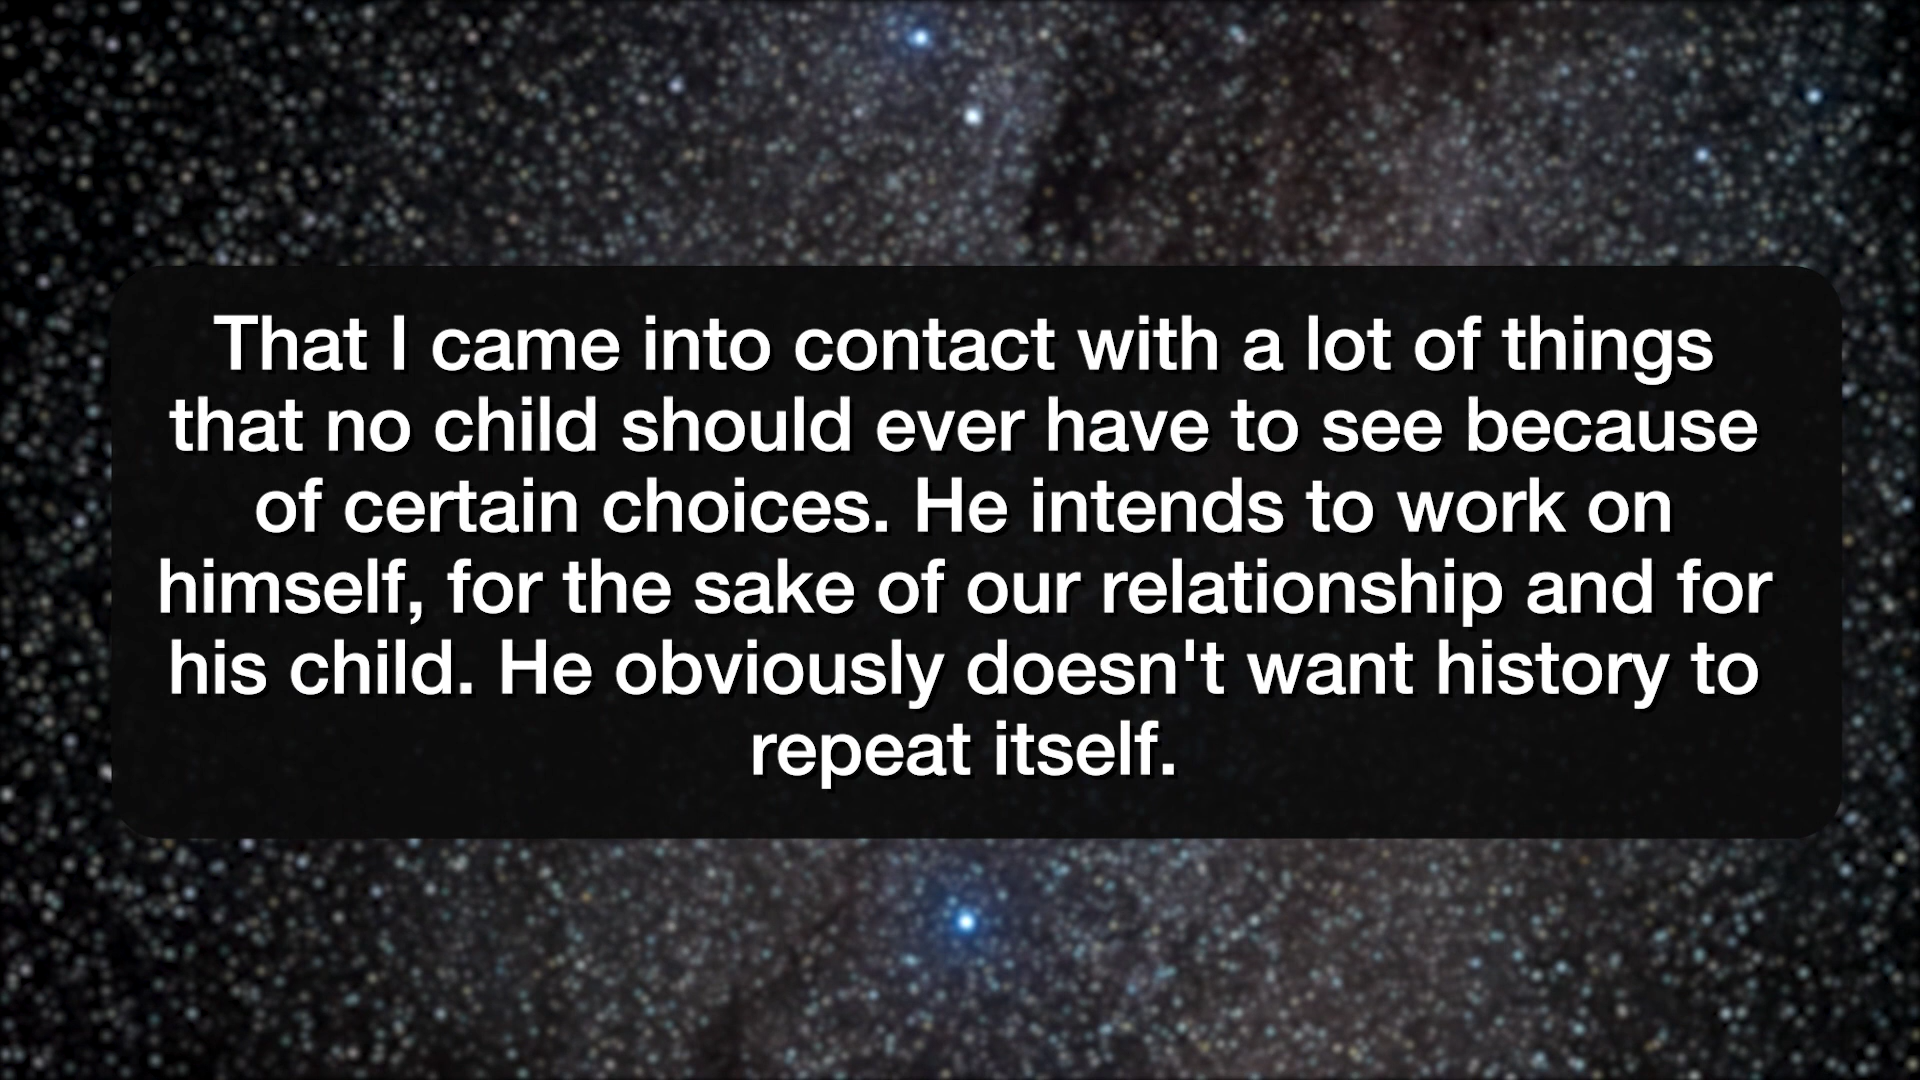 That I came into contact with a lot of things
that no child should ever have to see because
of certain choices. He intends to work on
himself, for the sake of our relationship and for
his child. He obviously doesn't want history to
repeat itself.